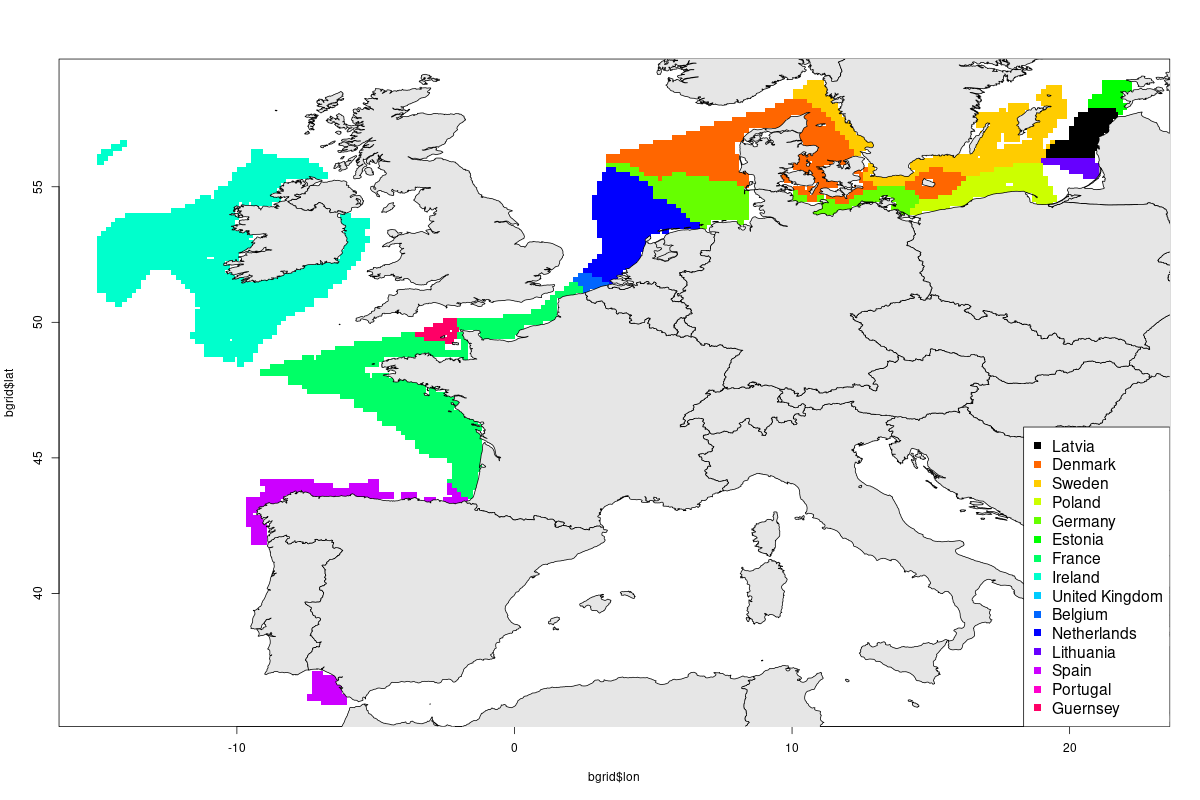 55
50
45
40
bgrid$lat
Latvia
Denmark
Sweden
Poland
Germany
Estonia
France
Ireland
United Kingdom
Belgium
Netherlands
Lithuania
Spain
Portugal
Guernsey
-10 0 10 20
bgrid$lon